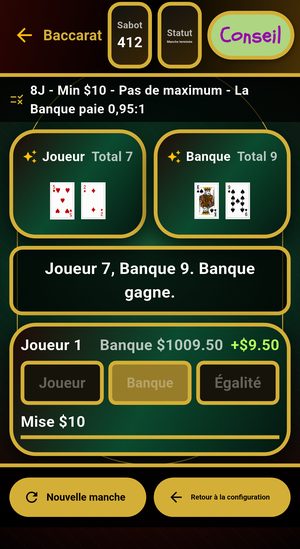 Baccarat
Sabot
412
Statut
Manche terminée
Conseil
8J - Min $10 - Pas de maximum - La
Banque paie 0,95:1
Joueur Total 7
Banque Total 9
Joueur 7, Banque 9. Banque
gagne.
Joueur 1 Banque $1009.50 +$9.50
Joueur
Banque
Égalité
Mise $10
Nouvelle manche
Retour à la configuration